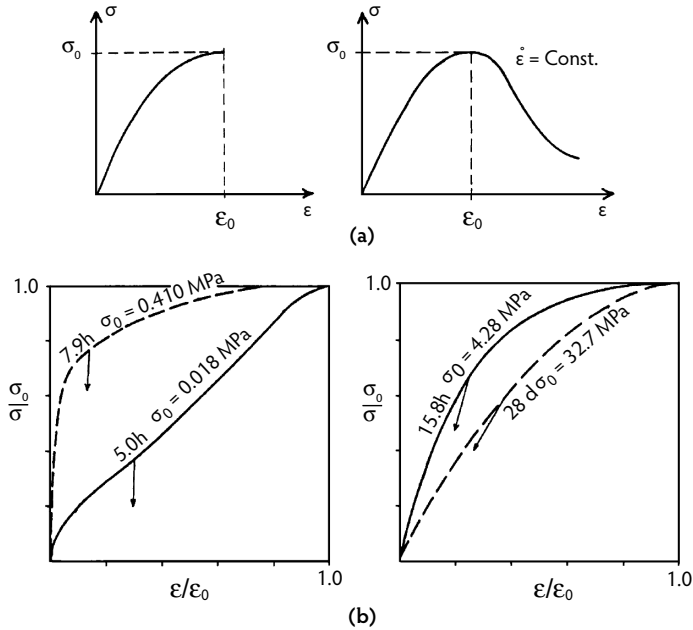 σ
σ₀
ε₀
ε
σ
σ₀
ε̊ = Const.
ε₀
ε
(a)
1.0
7.9h σ₀ = 0.410 MPa
5.0h σ₀ = 0.018 MPa
σ₀/σ
ε/ε₀
1.0
1.0
15.8h σ0 = 4.28 MPa
28 d σ₀ = 32.7 MPa
σ₀/σ
ε/ε₀
1.0
(b)